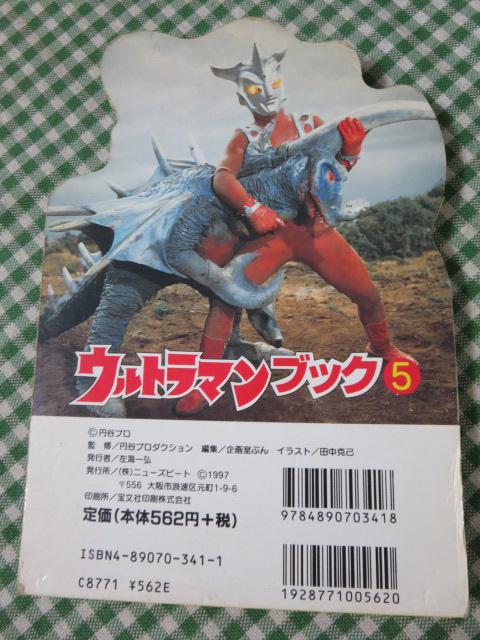 ウルトラマンブック5
©円谷プロ
監 修/円谷プロダクション 編集/企画室ぶん イラスト/田中克己
発行者/左海一弘
発行所/(株)ニューズビート ©1997
〒556 大阪市浪速区元町1-9-6
印刷所/宝文社印刷株式会社
定価(本体562円+税)
ISBN4-89070-341-1
C8771 ¥562E
9784890703418
1928771005620